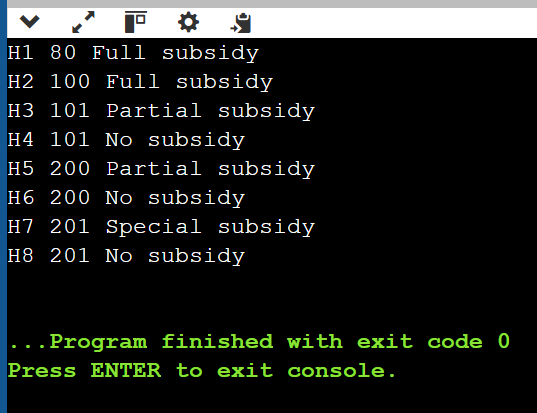 H1 80 Full subsidy
H2 100 Full subsidy
H3 101 Partial subsidy
H4 101 No subsidy
H5 200 Partial subsidy
H6 200 No subsidy
H7 201 Special subsidy
H8 201 No subsidy
...Program finished with exit code 0
Press ENTER to exit console.